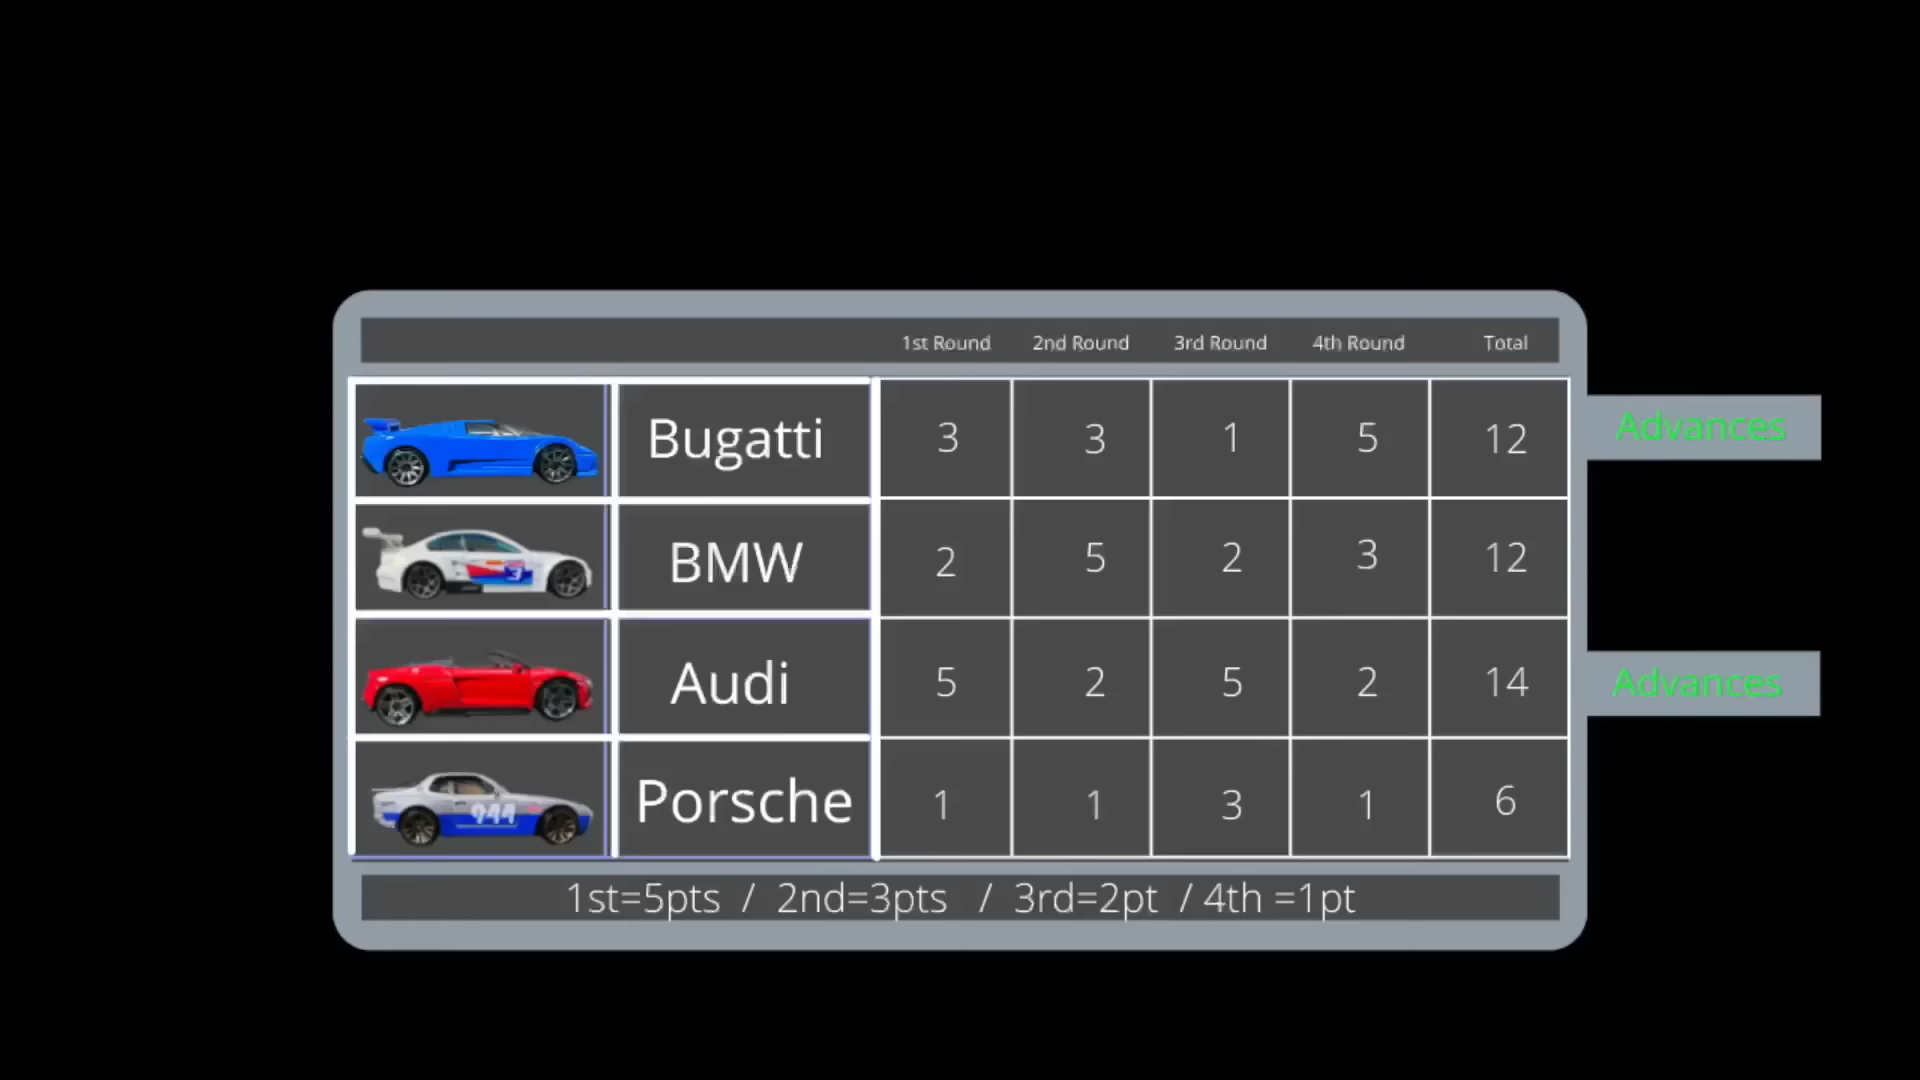 1st Round 2nd Round 3rd Round 4th Round Total
Bugatti 3 3 1 5 12 Advances
3 BMW 2 5 2 3 12
Audi 5 2 5 2 14 Advances
944 Porsche 1 1 3 1 6
1st=5pts / 2nd=3pts / 3rd=2pt / 4th =1pt